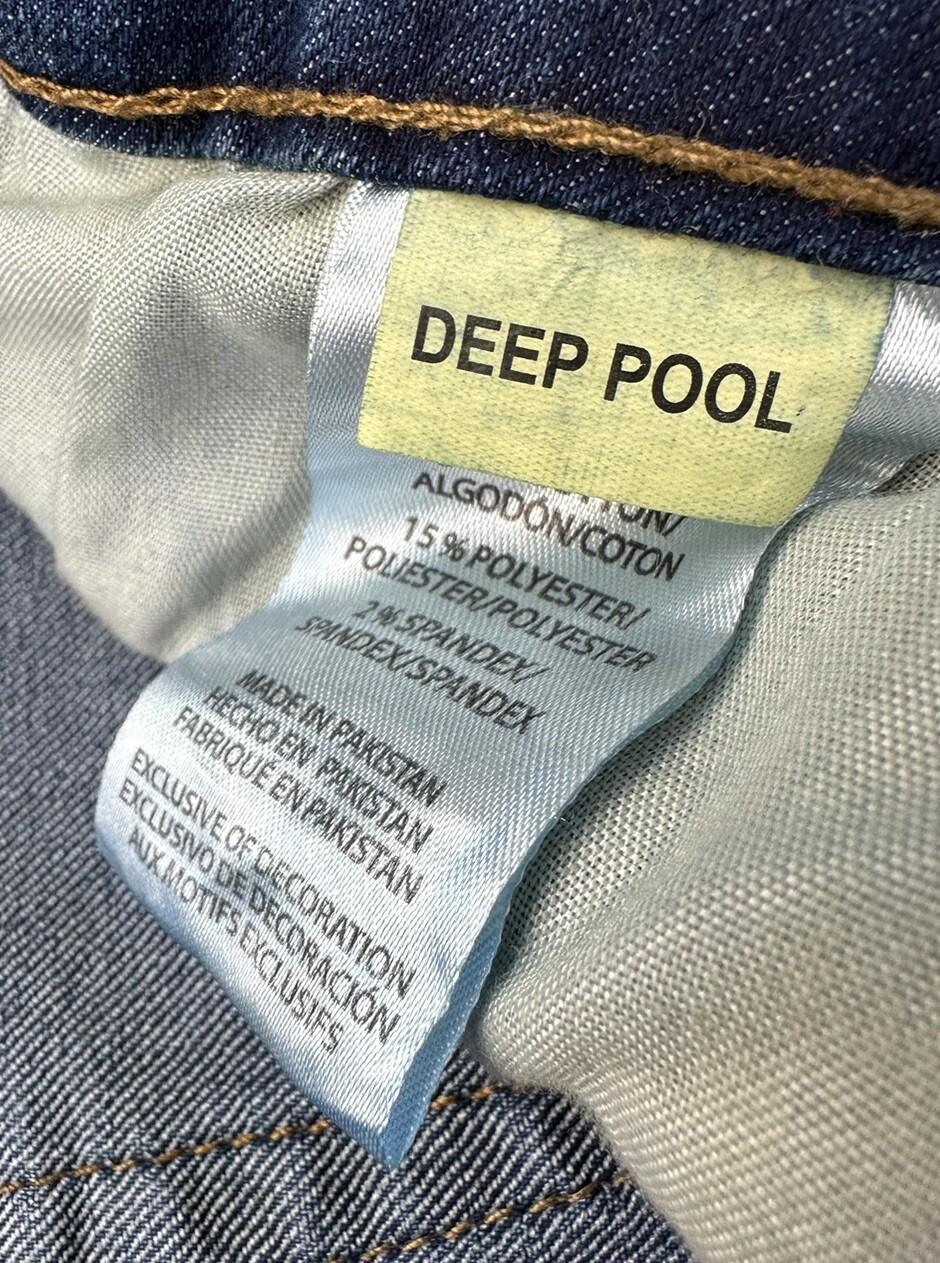 DEEP POOL
ALGODÓN/COTON
15% POLYESTER/
POLIESTER/POLYESTER
2% SPANDEX/
SPANDEX/SPANDEX
MADE IN PAKISTAN
HECHO EN PAKISTAN
FABRIQUÉ EN PAKISTAN
EXCLUSIVE OF DECORATION
EXCLUSIVO DE DECORACIÓN
AUX MOTIFS EXCLUSIFS